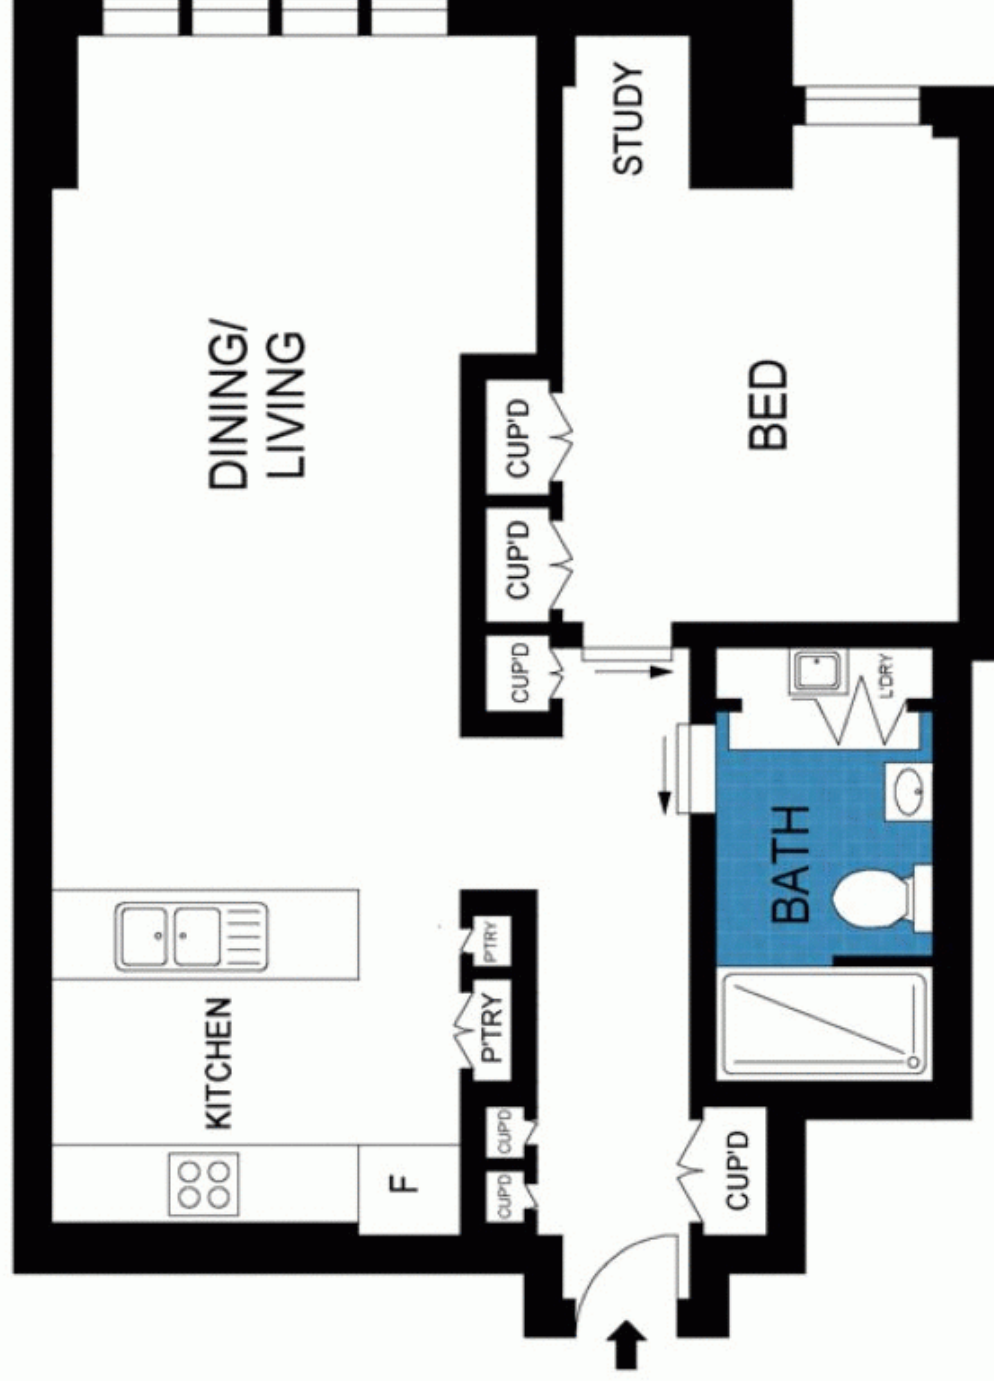 STUDY
DINING/
LIVING
BED
CUP'D
CUP'D
CUP'D
L'DRY
BATH
P'TRY
P'TRY
KITCHEN
CUP'D
CUP'D
CUP'D
F